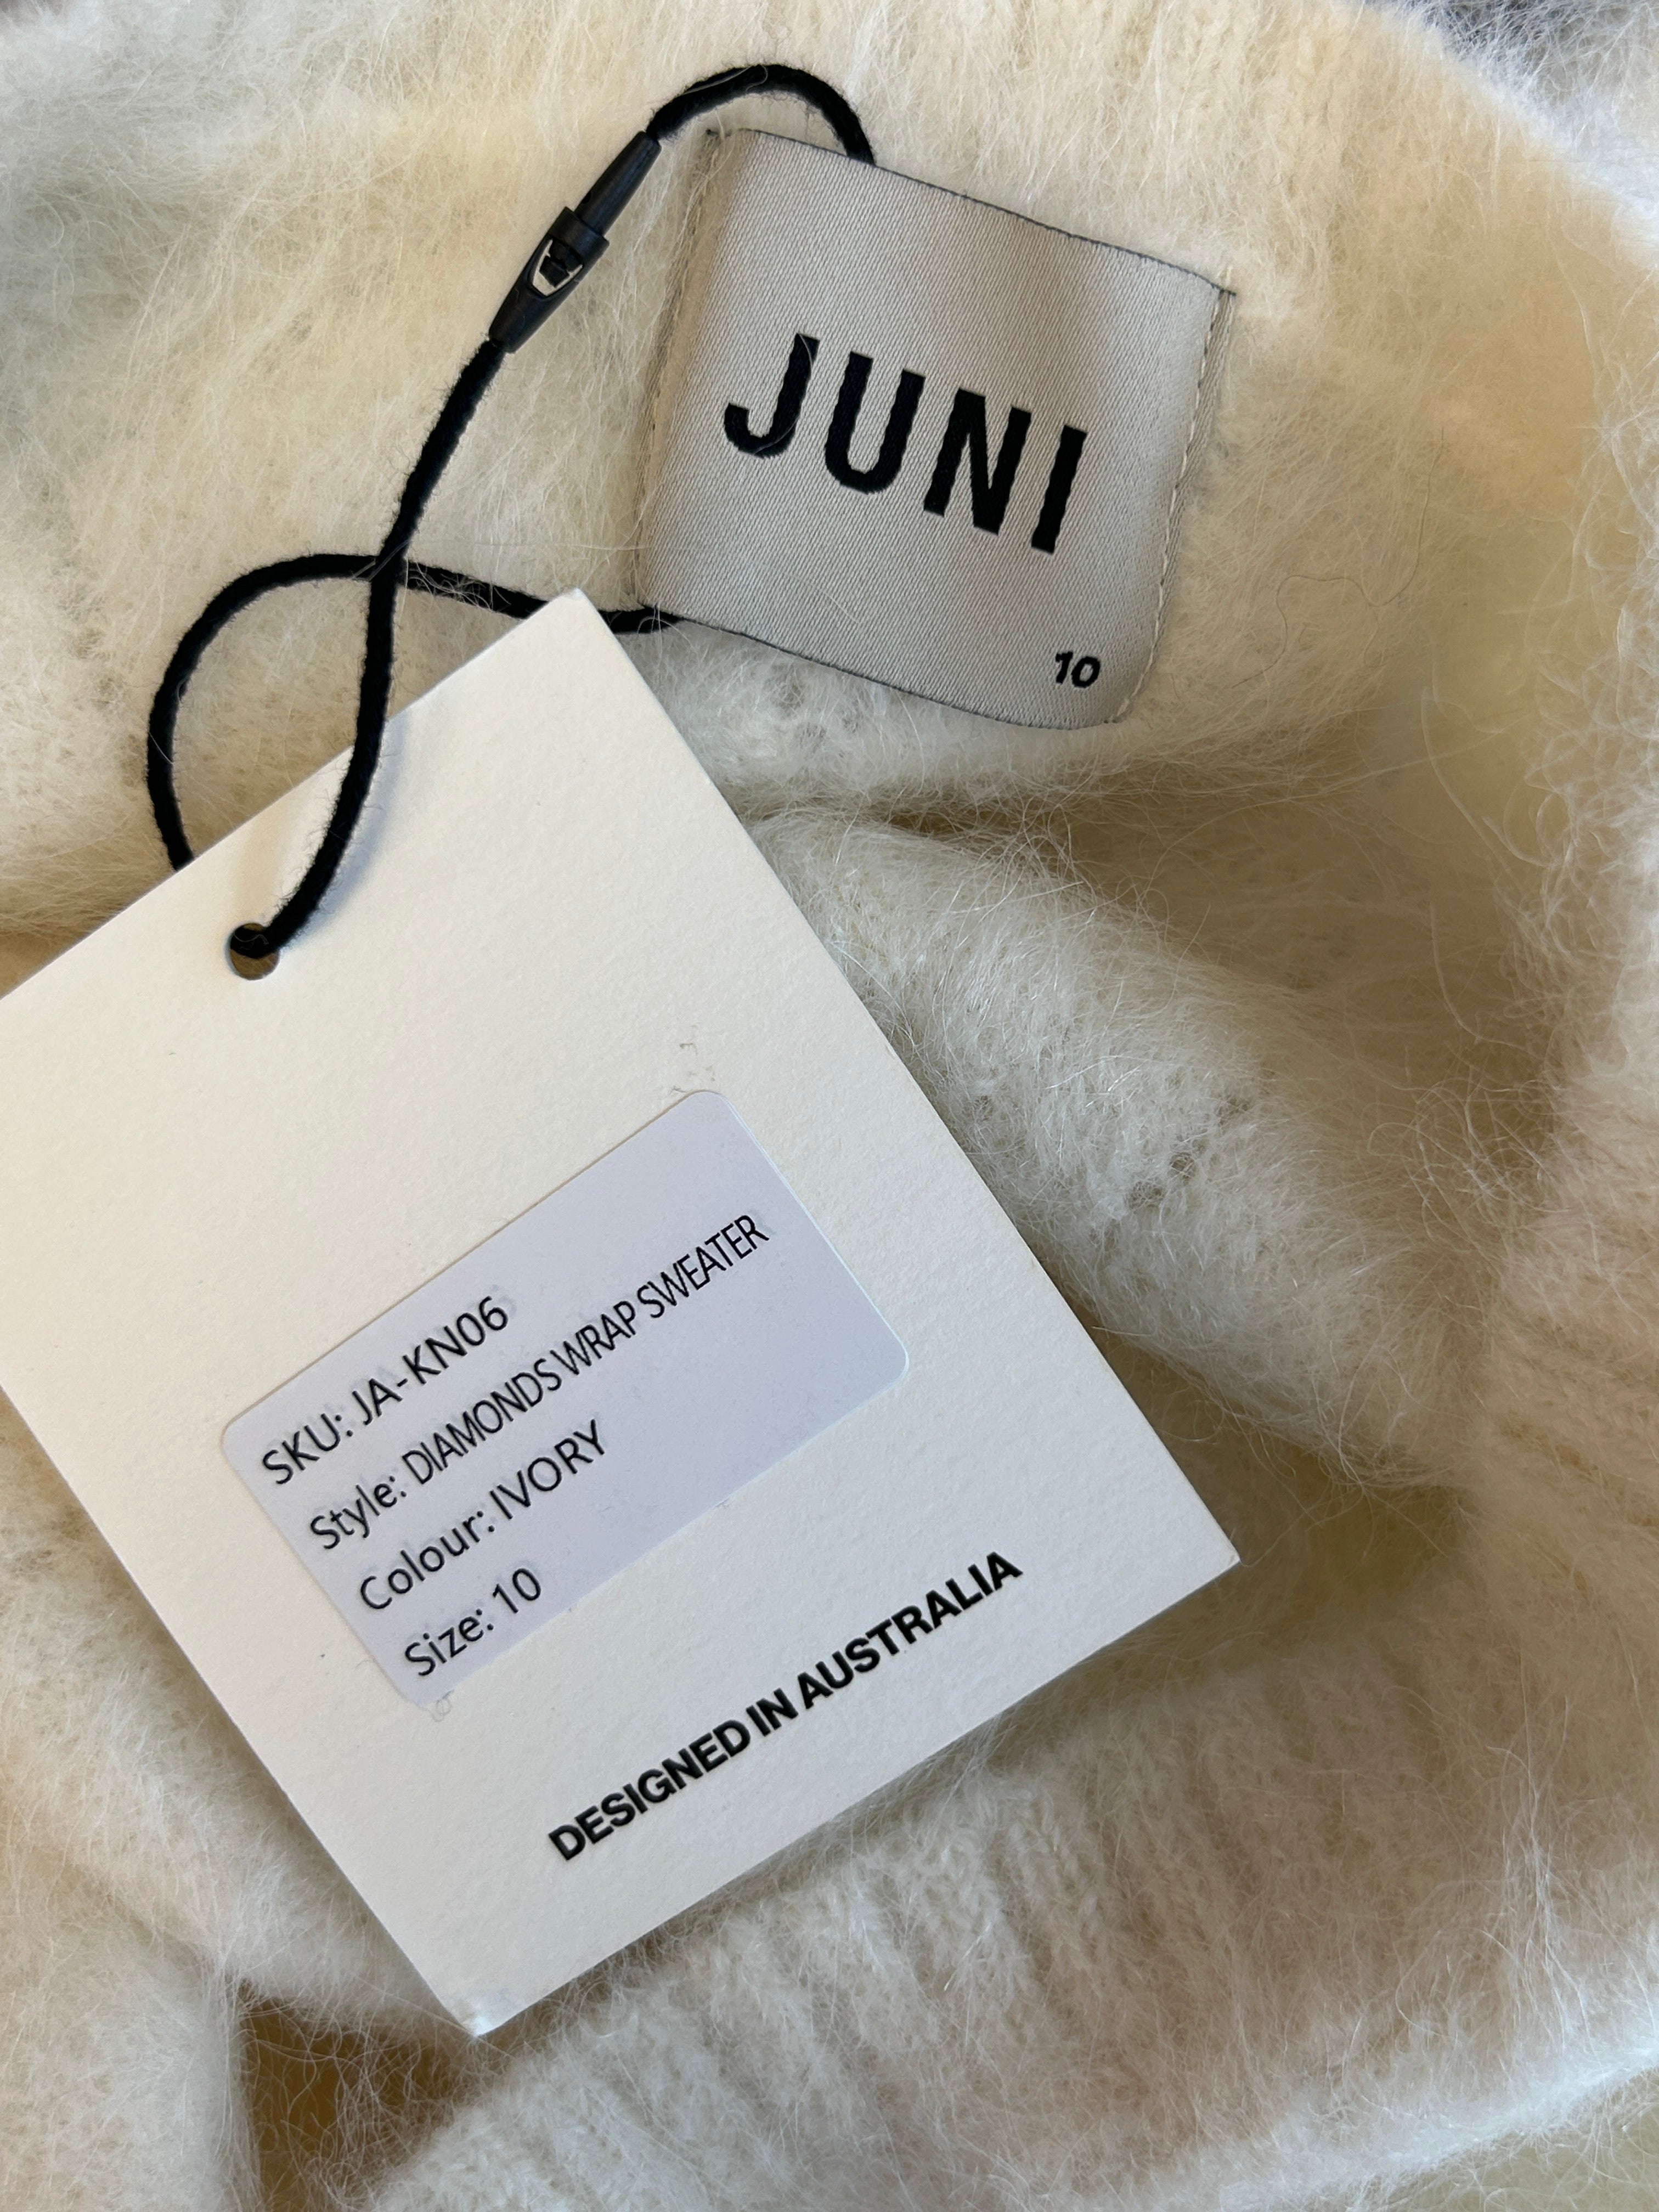 JUNI
10
SKU: JA-KN06
Style: DIAMONDS WRAP SWEATER
Colour: IVORY
Size: 10
DESIGNED IN AUSTRALIA